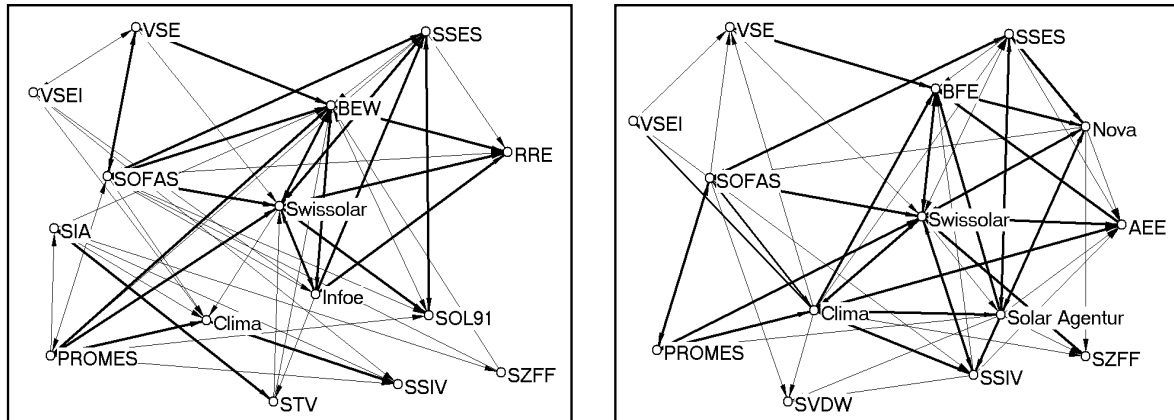 VSE
SSES
VSEI
BEW
RRE
SOFAS
Swissolar
SIA
Infoe
SOL91
Clima
PROMES
SZFF
SSIV
STV
VSE
SSES
BFE
VSEI
Nova
SOFAS
Swissolar
AEE
Clima
Solar Agentur
PROMES
SZFF
SSIV
SVDW